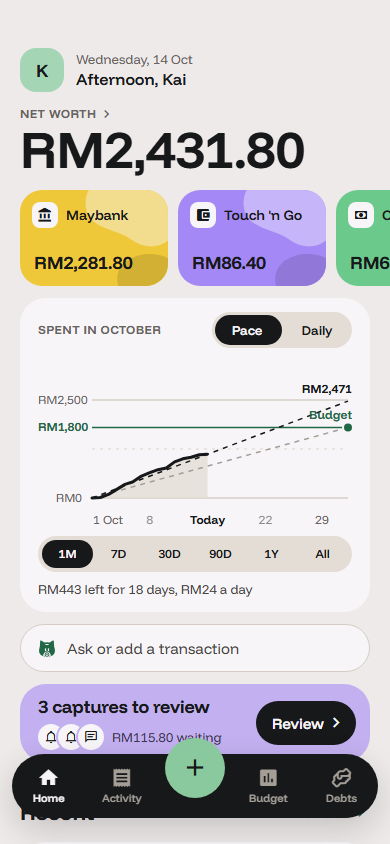 K
Wednesday, 14 Oct
Afternoon, Kai
NET WORTH
RM2,431.80
Maybank
Touch 'n Go
C
RM2,281.80
RM86.40
RM6
SPENT IN OCTOBER
Pace
Daily
RM2,471
RM2,500
Budget
RM1,800
RM0
1 Oct 8 Today 22 29
1M 7D 30D 90D 1Y All
RM443 left for 18 days, RM24 a day
Ask or add a transaction
3 captures to review
RM115.80 waiting
Review
+
Home Activity Budget Debts
Recent